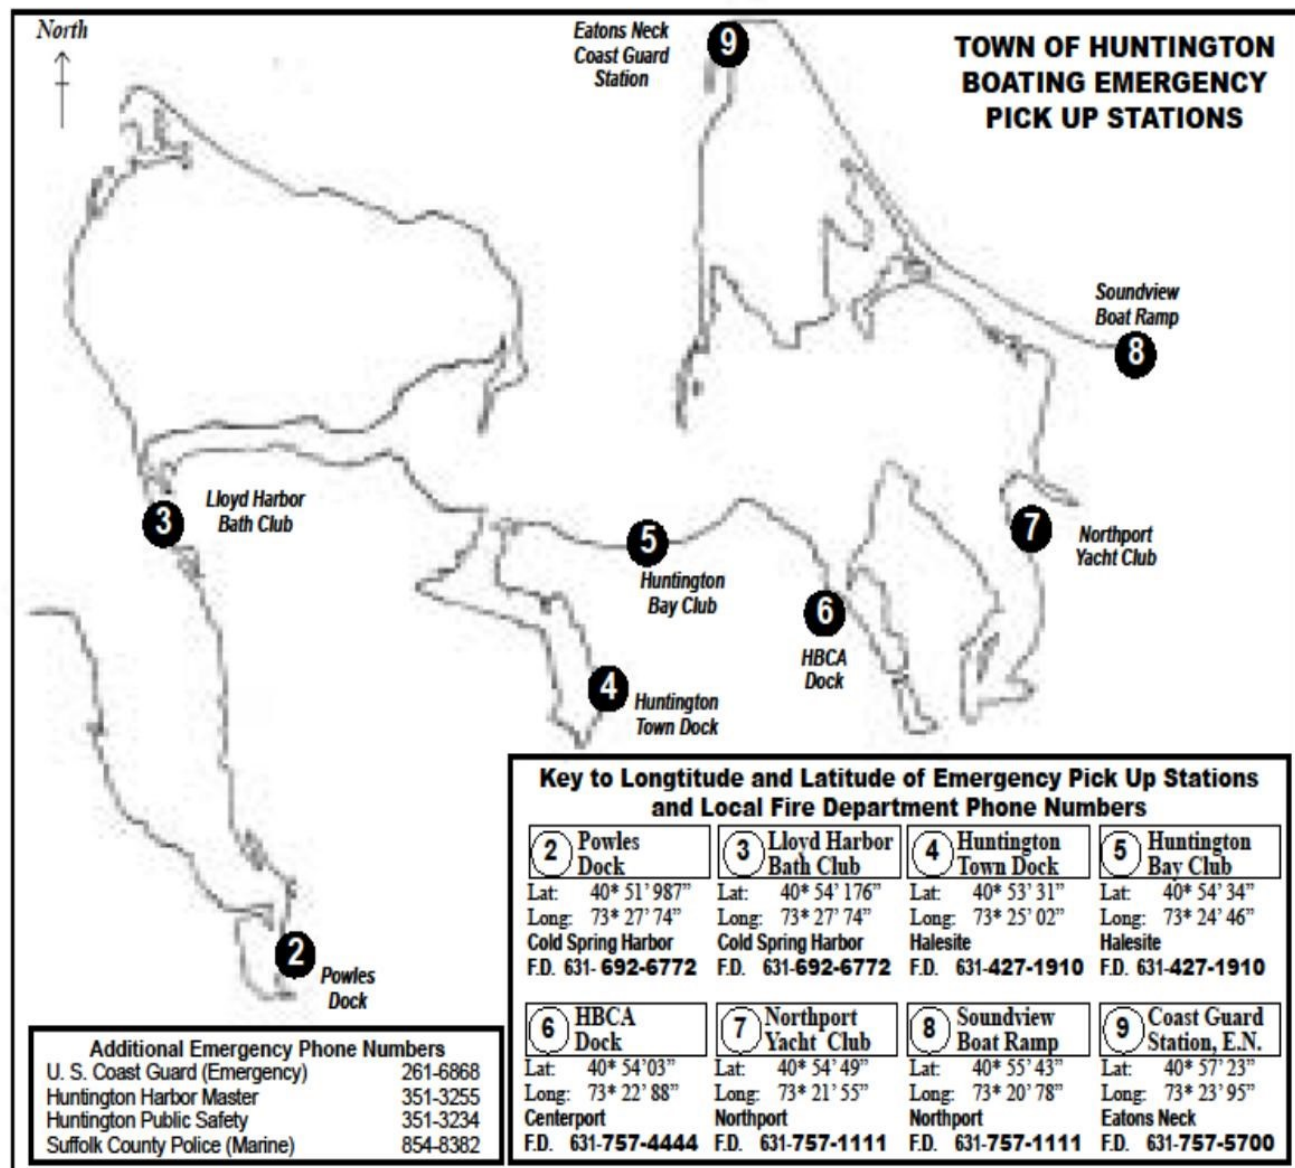 North
Eatons Neck
Coast Guard
Station
9
TOWN OF HUNTINGTON
BOATING EMERGENCY
PICK UP STATIONS
Soundview
Boat Ramp
8
Lloyd Harbor
Bath Club
3
5
Huntington
Bay Club
7
Northport
Yacht Club
6
HBCA
Dock
4
Huntington
Town Dock
2
Powles
Dock
Key to Longtitude and Latitude of Emergency Pick Up Stations
and Local Fire Department Phone Numbers
2 Powles
Dock
Lat: 40* 51' 987"
Long: 73* 27' 74"
Cold Spring Harbor
F.D. 631- 692-6772
3 Lloyd Harbor
Bath Club
Lat: 40* 54' 176"
Long: 73* 27' 74"
Cold Spring Harbor
F.D. 631-692-6772
4 Huntington
Town Dock
Lat: 40* 53' 31"
Long: 73* 25' 02"
Halesite
F.D. 631-427-1910
5 Huntington
Bay Club
Lat: 40* 54' 34"
Long: 73* 24' 46"
Halesite
F.D. 631-427-1910
6 HBCA
Dock
Lat: 40* 54'03"
Long: 73* 22' 88"
Centerport
F.D. 631-757-4444
7 Northport
Yacht Club
Lat: 40* 54' 49"
Long: 73* 21' 55"
Northport
F.D. 631-757-1111
8 Soundview
Boat Ramp
Lat: 40* 55' 43"
Long: 73* 20' 78"
Northport
F.D. 631-757-1111
9 Coast Guard
Station, E.N.
Lat: 40* 57' 23"
Long: 73* 23' 95"
Eatons Neck
F.D. 631-757-5700
Additional Emergency Phone Numbers
U. S. Coast Guard (Emergency) 261-6868
Huntington Harbor Master 351-3255
Huntington Public Safety 351-3234
Suffolk County Police (Marine) 854-8382